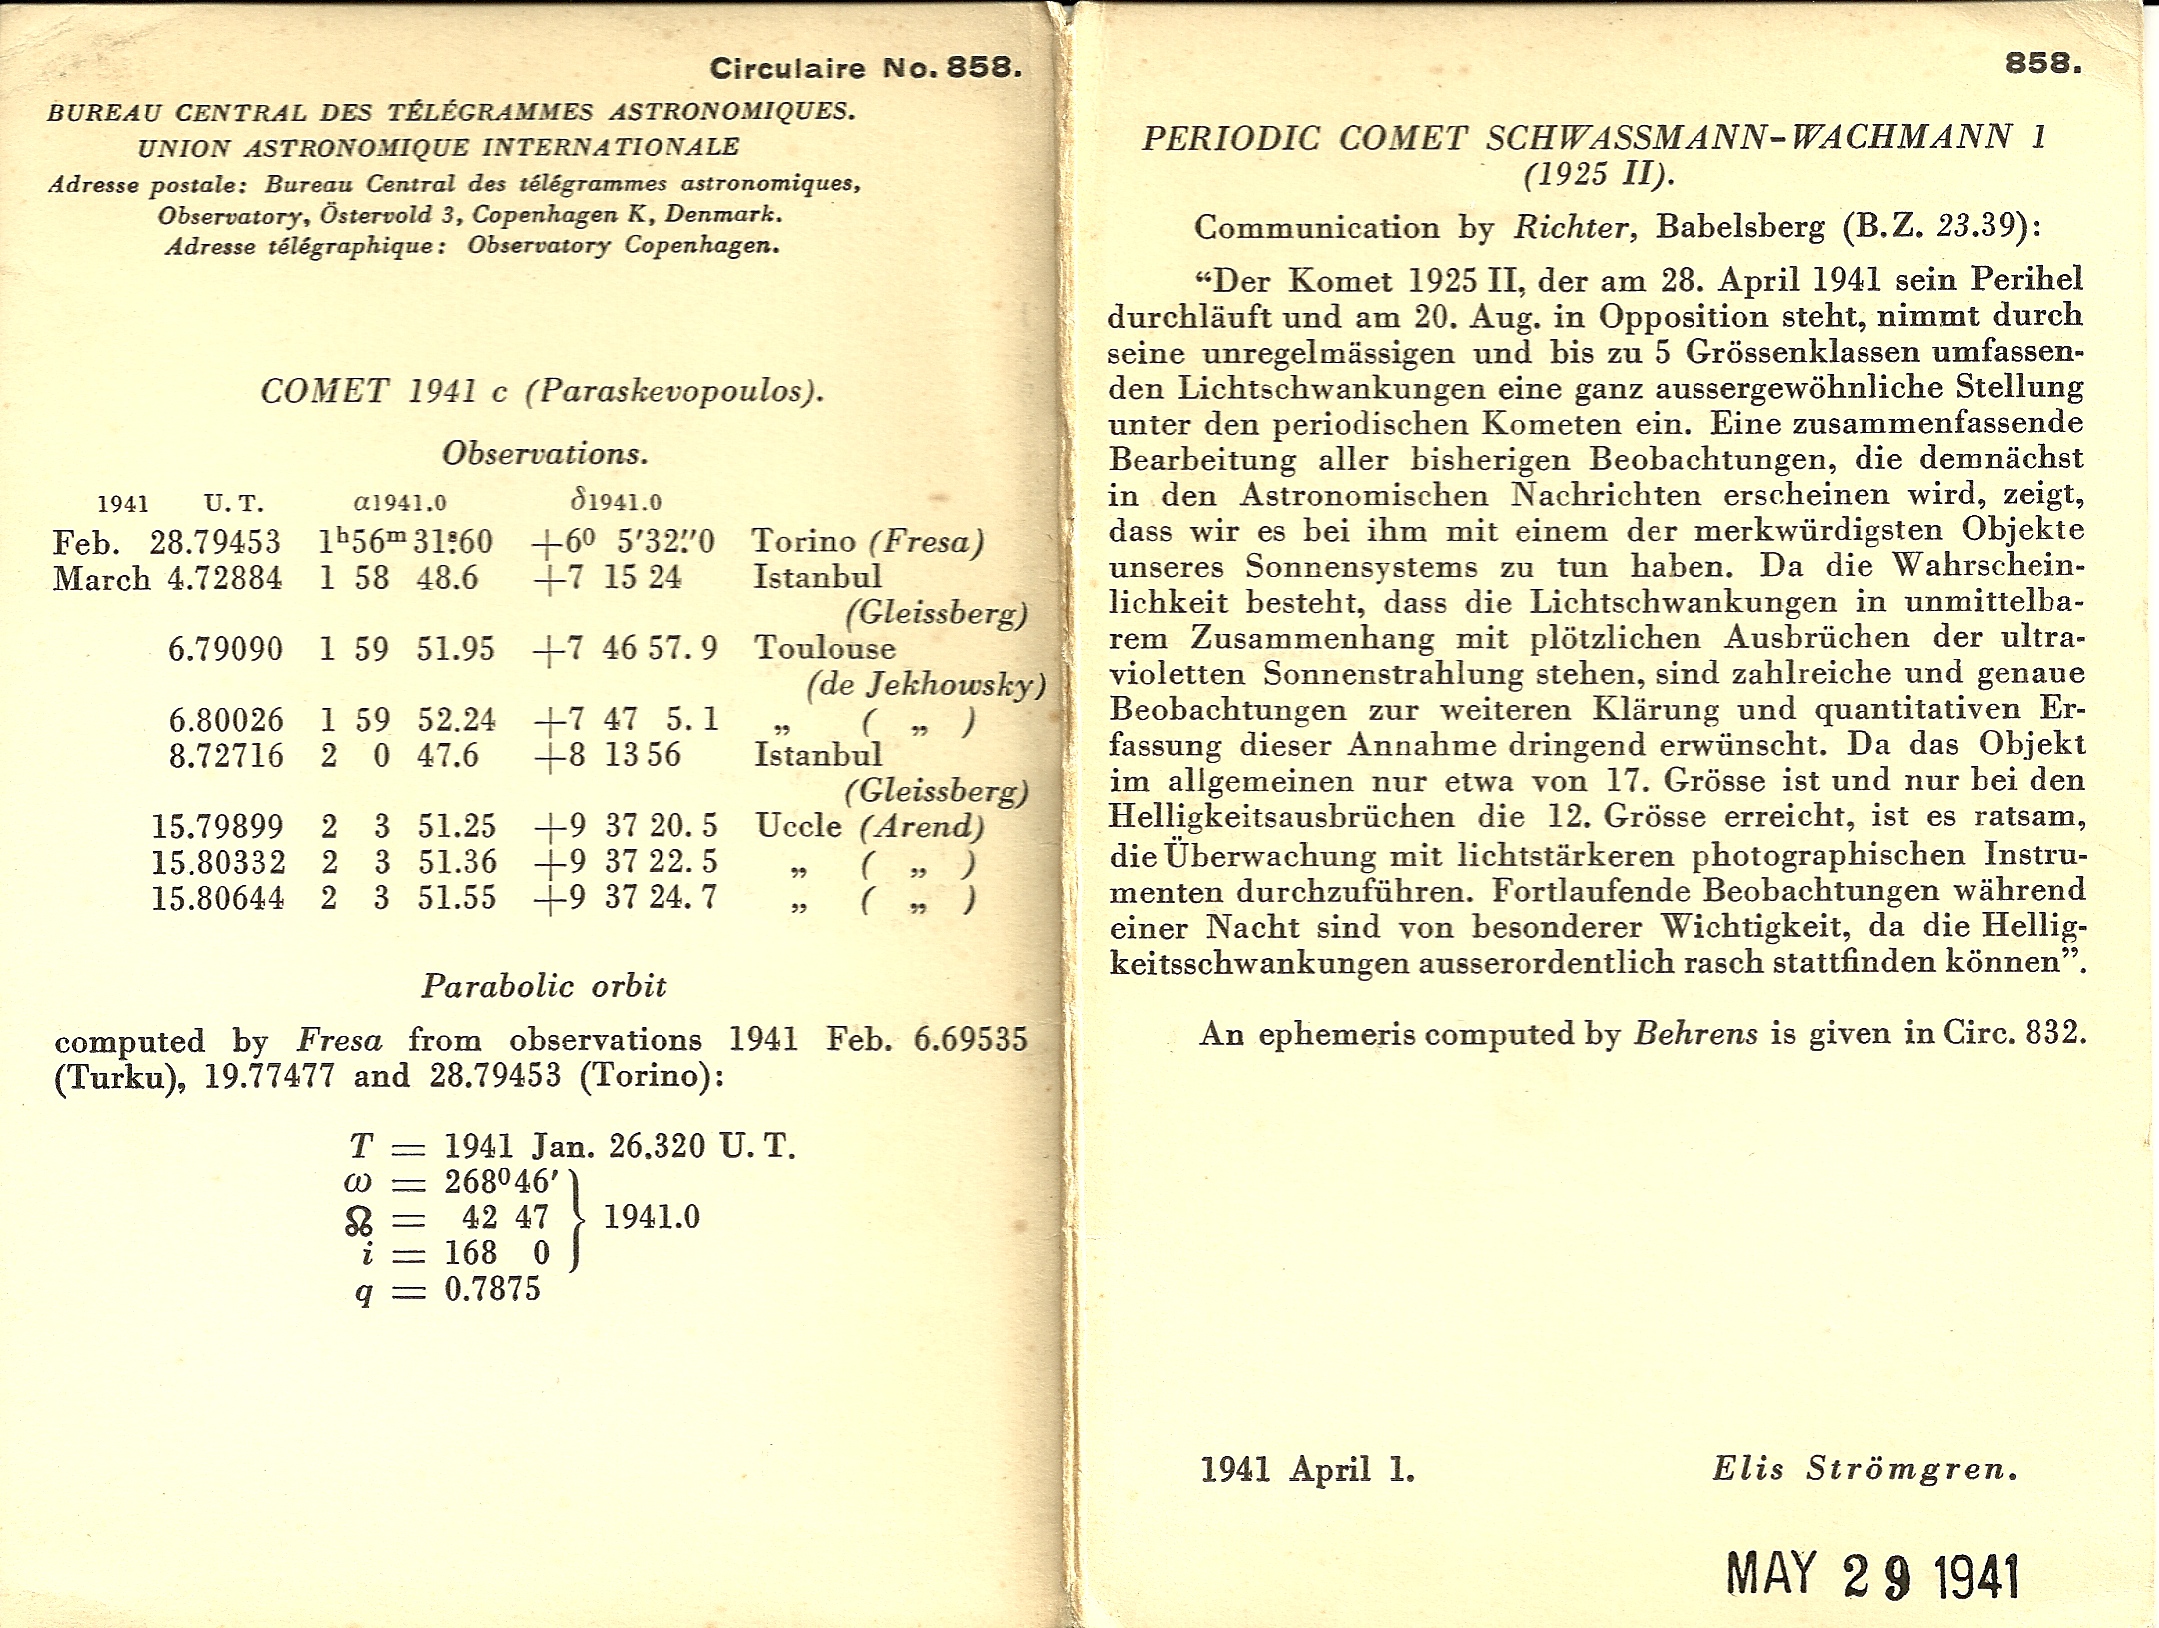 Circulaire No. 858.
BUREAU CENTRAL DES TÉLÉGRAMMES ASTRONOMIQUES.
UNION ASTRONOMIQUE INTERNATIONALE
Adresse postale: Bureau Central des télégrammes astronomiques,
Observatory, Östervold 3, Copenhagen K, Denmark.
Adresse télégraphique: Observatory Copenhagen.
COMET 1941 c (Paraskevopoulos).
Observations.
1941 U. T. α1941.0 δ1941.0
Feb. 28.79453 1ʰ56ᵐ31ˢ.60 +6⁰ 5′32″.0 Torino (Fresa)
March 4.72884 1 58 48.6 +7 15 24 Istanbul
(Gleissberg)
6.79090 1 59 51.95 +7 46 57.9 Toulouse
(de Jekhowsky)
6.80026 1 59 52.24 +7 47 5.1 „ ( „ )
8.72716 2 0 47.6 +8 13 56 Istanbul
(Gleissberg)
15.79899 2 3 51.25 +9 37 20.5 Uccle (Arend)
15.80332 2 3 51.36 +9 37 22.5 „ ( „ )
15.80644 2 3 51.55 +9 37 24.7 „ ( „ )
Parabolic orbit
computed by Fresa from observations 1941 Feb. 6.69535
(Turku), 19.77477 and 28.79453 (Torino):
T = 1941 Jan. 26.320 U. T.
ω = 268⁰46′
☊ = 42 47 } 1941.0
i = 168 0
q = 0.7875
858.
PERIODIC COMET SCHWASSMANN-WACHMANN 1
(1925 II).
Communication by Richter, Babelsberg (B.Z. 23.39):
“Der Komet 1925 II, der am 28. April 1941 sein Perihel
durchläuft und am 20. Aug. in Opposition steht, nimmt durch
seine unregelmässigen und bis zu 5 Grössenklassen umfassen-
den Lichtschwankungen eine ganz aussergewöhnliche Stellung
unter den periodischen Kometen ein. Eine zusammenfassende
Bearbeitung aller bisherigen Beobachtungen, die demnächst
in den Astronomischen Nachrichten erscheinen wird, zeigt,
dass wir es bei ihm mit einem der merkwürdigsten Objekte
unseres Sonnensystems zu tun haben. Da die Wahrschein-
lichkeit besteht, dass die Lichtschwankungen in unmittelba-
rem Zusammenhang mit plötzlichen Ausbrüchen der ultra-
violetten Sonnenstrahlung stehen, sind zahlreiche und genaue
Beobachtungen zur weiteren Klärung und quantitativen Er-
fassung dieser Annahme dringend erwünscht. Da das Objekt
im allgemeinen nur etwa von 17. Grösse ist und nur bei den
Helligkeitsausbrüchen die 12. Grösse erreicht, ist es ratsam,
die Überwachung mit lichtstärkeren photographischen Instru-
menten durchzuführen. Fortlaufende Beobachtungen während
einer Nacht sind von besonderer Wichtigkeit, da die Hellig-
keitsschwankungen ausserordentlich rasch stattfinden können”.
An ephemeris computed by Behrens is given in Circ. 832.
1941 April 1. Elis Strömgren.
MAY 29 1941